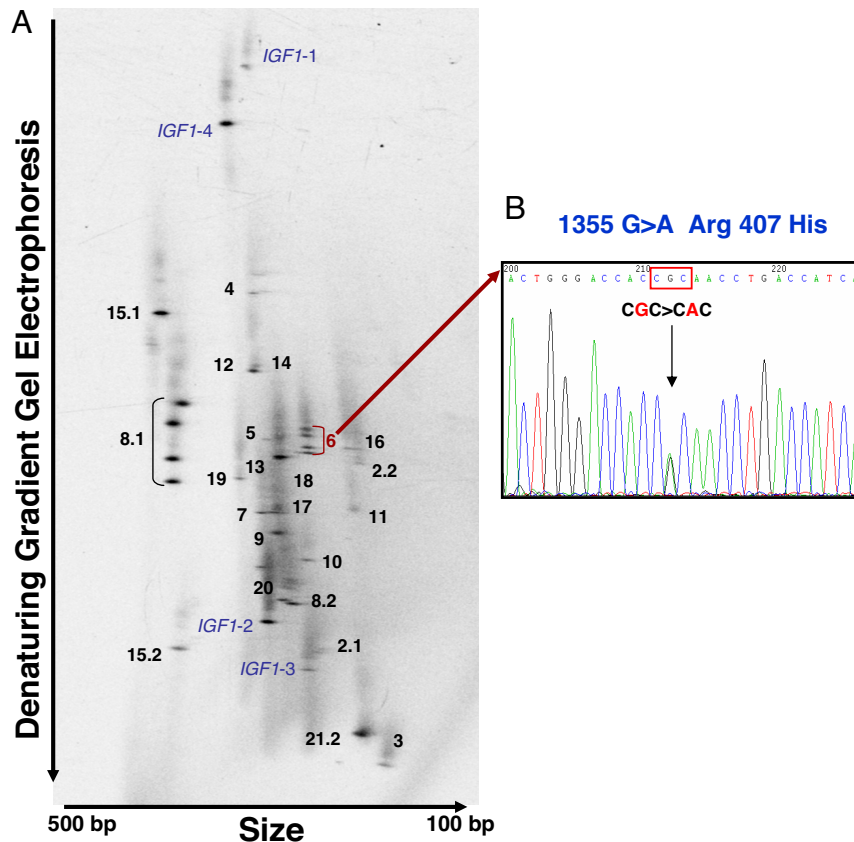 A
Denaturing Gradient Gel Electrophoresis
IGF1-1
IGF1-4
4
15.1
12
14
8.1
5
6
16
13
2.2
19
18
7
17
11
9
10
20
8.2
IGF1-2
15.2
2.1
IGF1-3
21.2
3
500 bp
Size
100 bp
B
1355 G>A Arg 407 His
200
210
220
ACTGGGACCACCGCAACCTGACCATCA
CGC>CAC